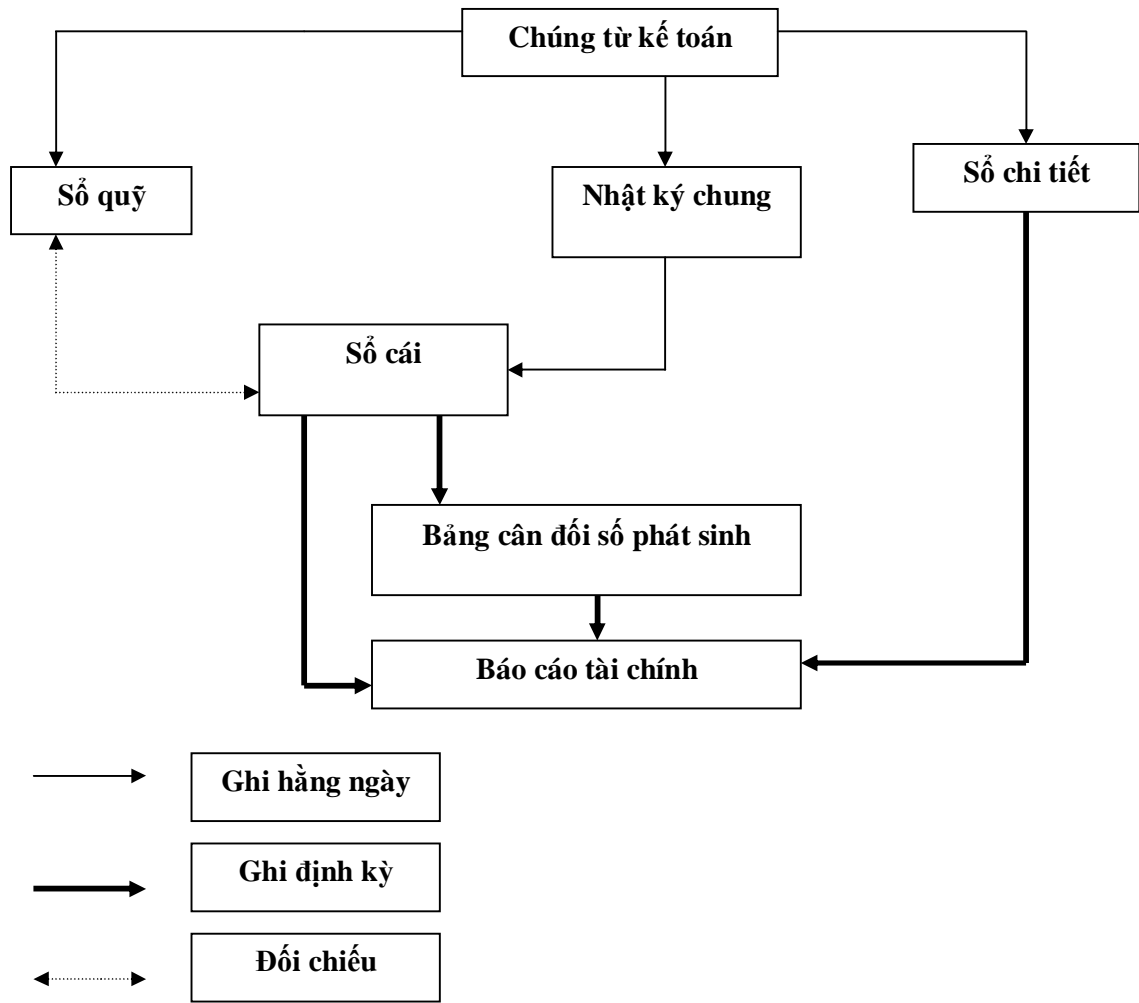 Chúng từ kế toán
Sổ quỹ
Nhật ký chung
Sổ chi tiết
Sổ cái
Bảng cân đối số phát sinh
Báo cáo tài chính
Ghi hằng ngày
Ghi định kỳ
Đối chiếu